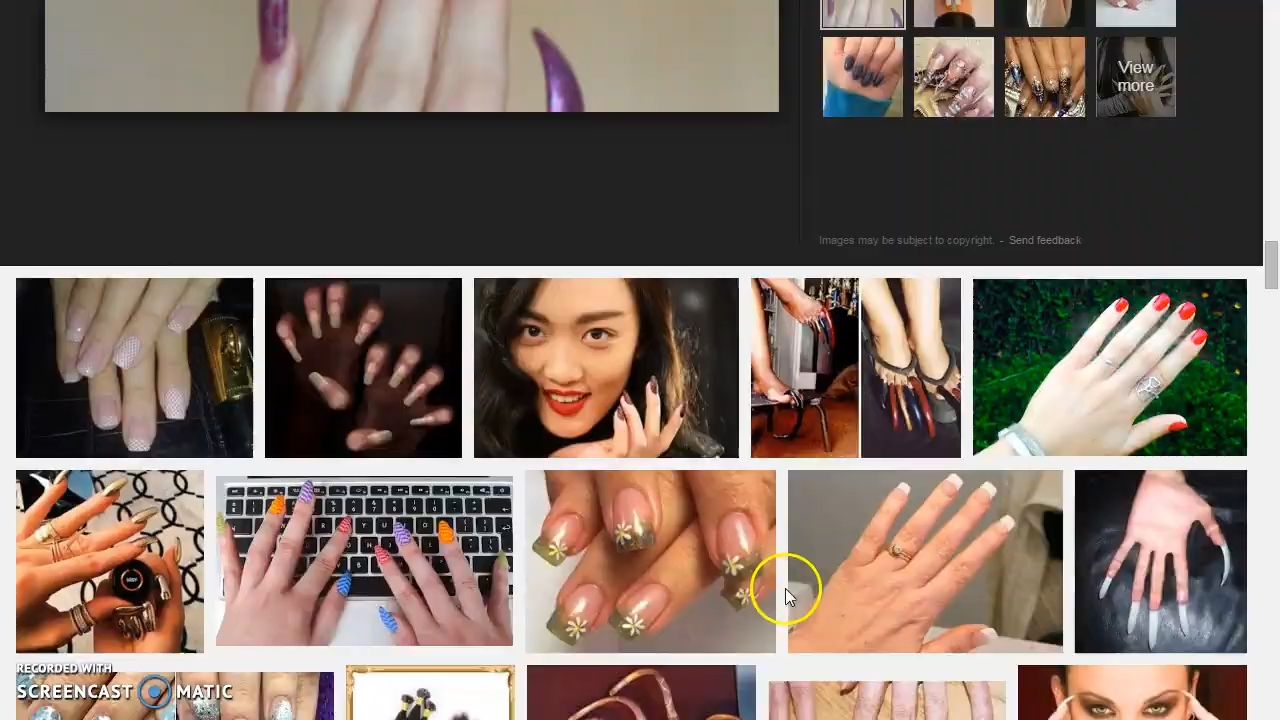 View
more
Images may be subject to copyright. - Send feedback
RECORDED WITH
SCREENCAST MATIC